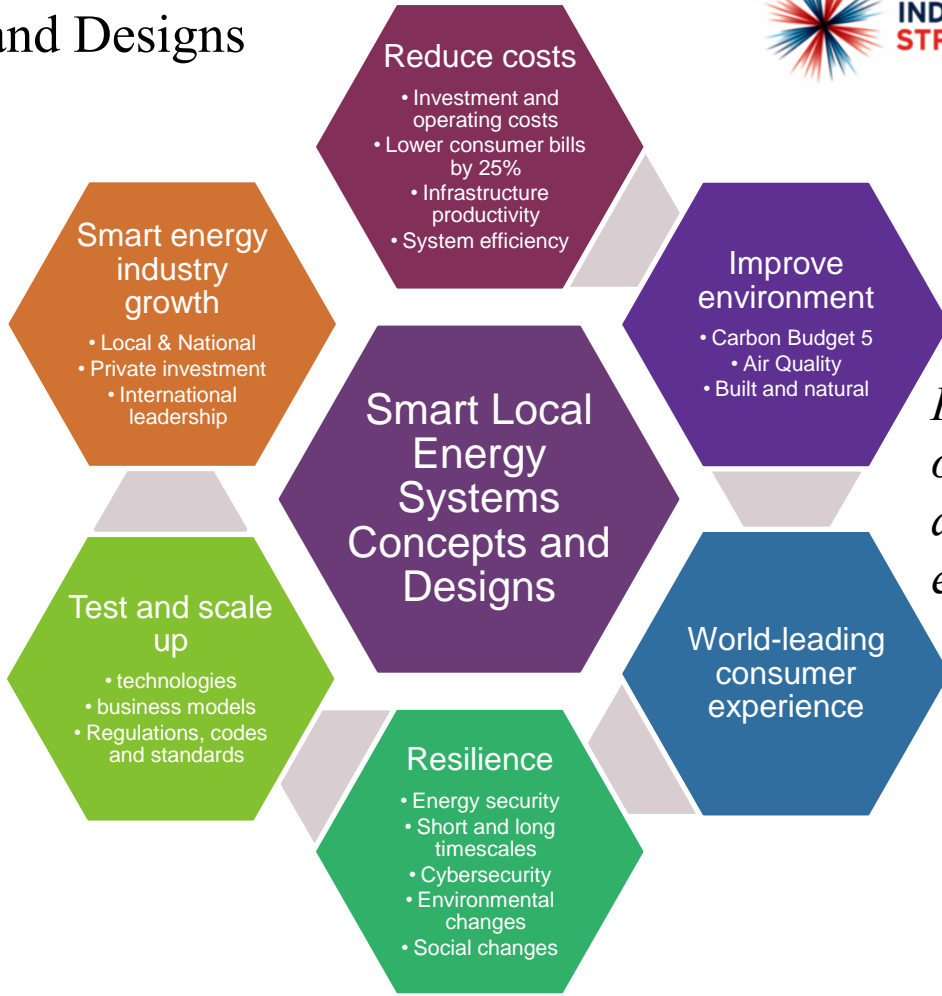 and Designs
IND
STR
Reduce costs
• Investment and
operating costs
• Lower consumer bills
by 25%
• Infrastructure
productivity
• System efficiency
Smart energy
industry
growth
• Local & National
• Private investment
• International
leadership
Improve
environment
• Carbon Budget 5
• Air Quality
• Built and natural
Smart Local
Energy
Systems
Concepts and
Designs
Test and scale
up
• technologies
• business models
• Regulations, codes
and standards
World-leading
consumer
experience
Resilience
• Energy security
• Short and long
timescales
• Cybersecurity
• Environmental
changes
• Social changes